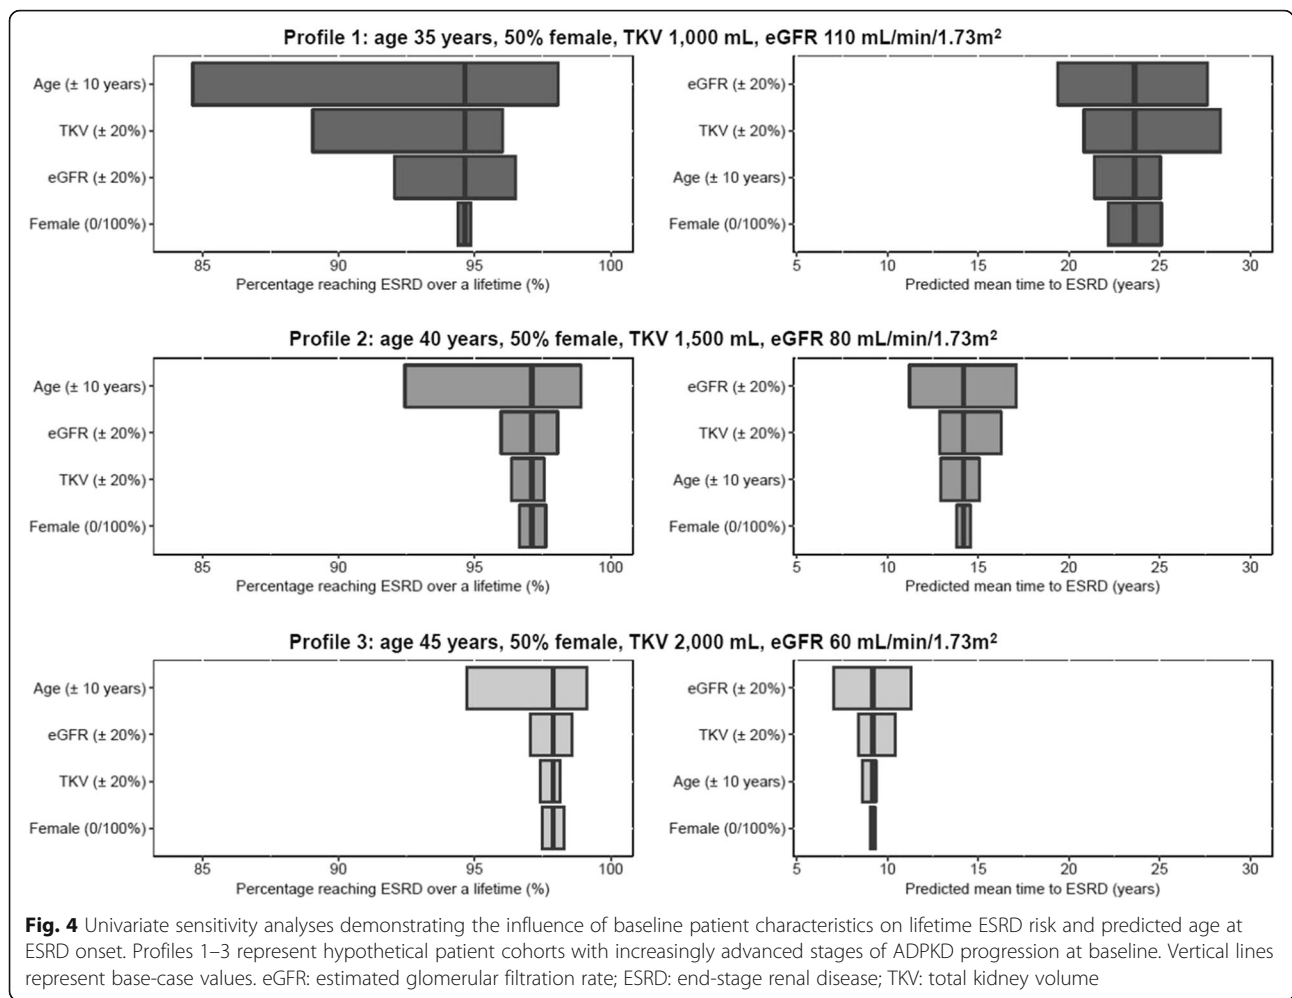 Profile 1: age 35 years, 50% female, TKV 1,000 mL, eGFR 110 mL/min/1.73m²
Age (± 10 years)
TKV (± 20%)
eGFR (± 20%)
Female (0/100%)
85 90 95 100
Percentage reaching ESRD over a lifetime (%)
eGFR (± 20%)
TKV (± 20%)
Age (± 10 years)
Female (0/100%)
5 10 15 20 25 30
Predicted mean time to ESRD (years)
Profile 2: age 40 years, 50% female, TKV 1,500 mL, eGFR 80 mL/min/1.73m²
Age (± 10 years)
eGFR (± 20%)
TKV (± 20%)
Female (0/100%)
85 90 95 100
Percentage reaching ESRD over a lifetime (%)
eGFR (± 20%)
TKV (± 20%)
Age (± 10 years)
Female (0/100%)
5 10 15 20 25 30
Predicted mean time to ESRD (years)
Profile 3: age 45 years, 50% female, TKV 2,000 mL, eGFR 60 mL/min/1.73m²
Age (± 10 years)
eGFR (± 20%)
TKV (± 20%)
Female (0/100%)
85 90 95 100
Percentage reaching ESRD over a lifetime (%)
eGFR (± 20%)
TKV (± 20%)
Age (± 10 years)
Female (0/100%)
5 10 15 20 25 30
Predicted mean time to ESRD (years)
Fig. 4 Univariate sensitivity analyses demonstrating the influence of baseline patient characteristics on lifetime ESRD risk and predicted age at
ESRD onset. Profiles 1–3 represent hypothetical patient cohorts with increasingly advanced stages of ADPKD progression at baseline. Vertical lines
represent base-case values. eGFR: estimated glomerular filtration rate; ESRD: end-stage renal disease; TKV: total kidney volume